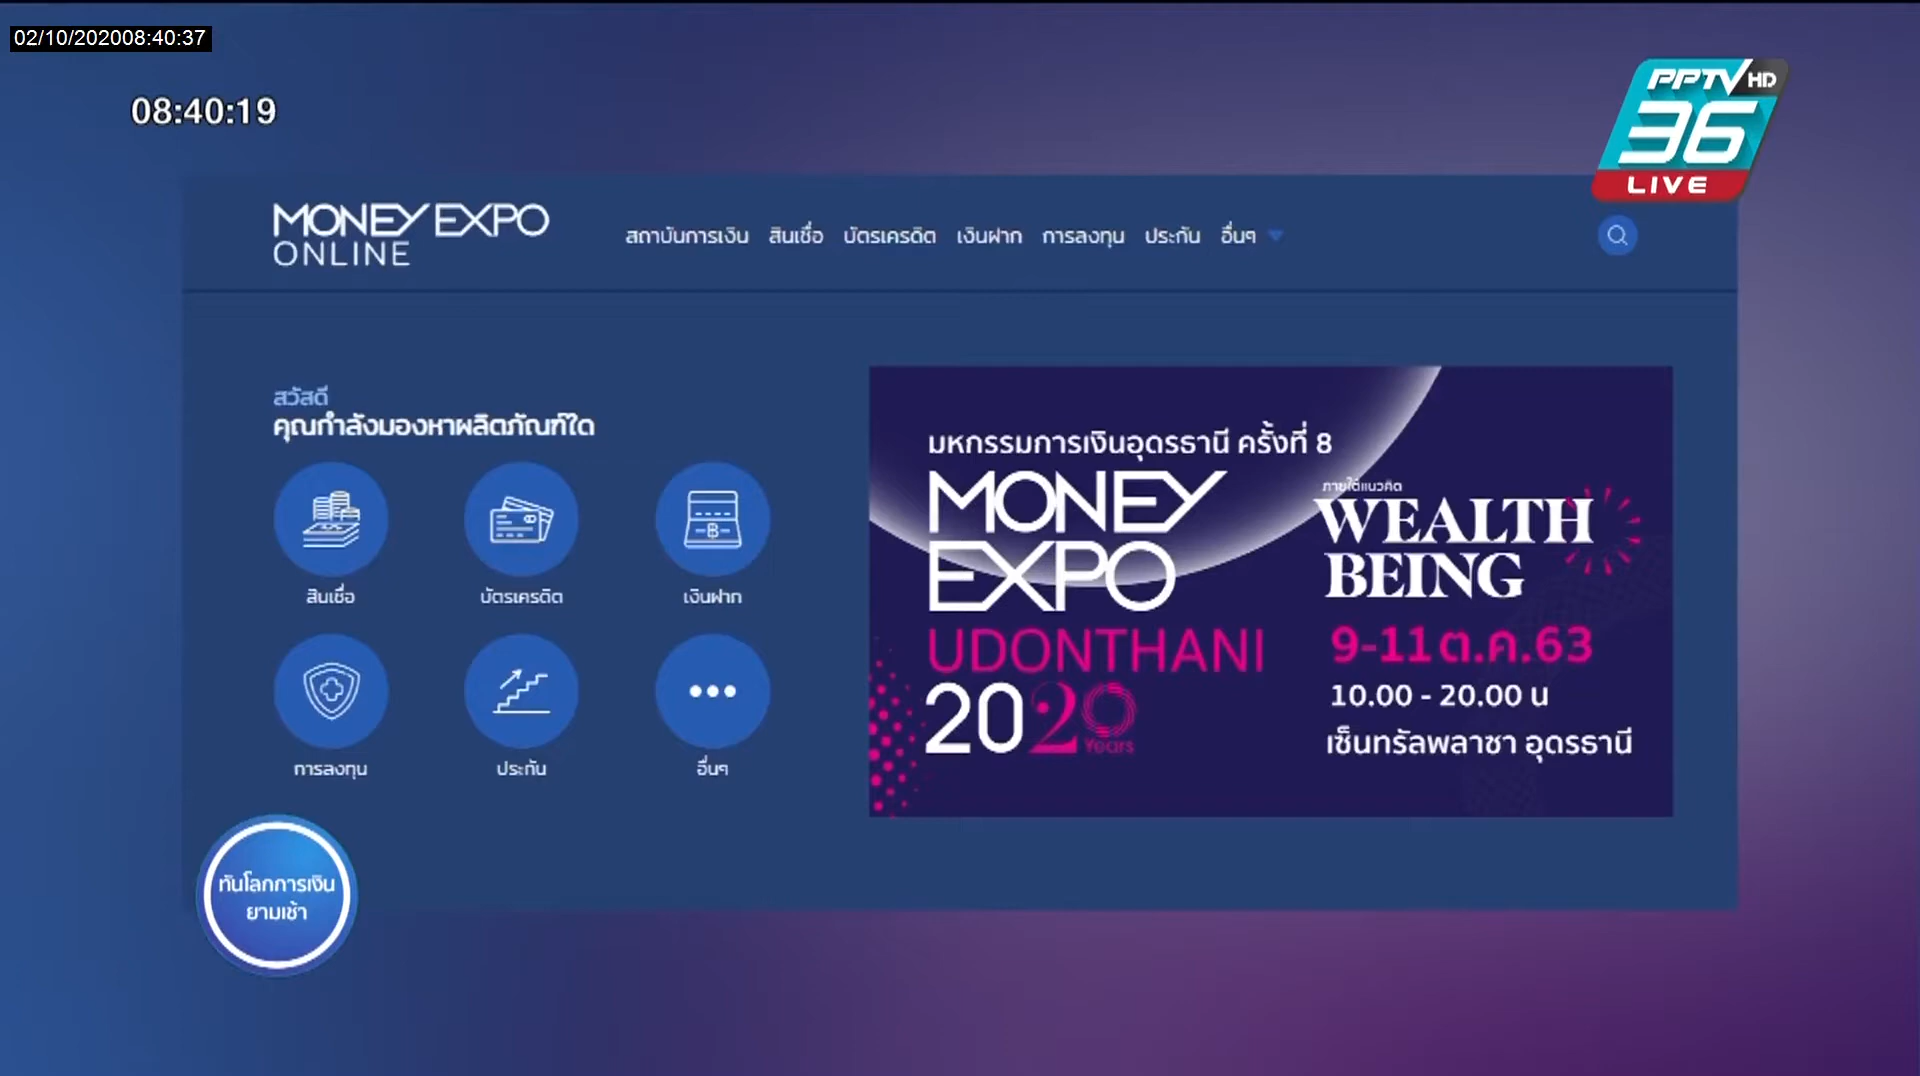 02/10/202008:40:37
08:40:19
PPTV HD
36
LIVE
MONEY EXPO
ONLINE
สถาบันการเงิน สินเชื่อ บัตรเครดิต เงินฝาก การลงทุน ประกัน อื่นๆ
สวัสดี
คุณกำลังมองหาผลิตภัณฑ์ใด
สินเชื่อ บัตรเครดิต เงินฝาก
การลงทุน ประกัน อื่นๆ
มหกรรมการเงินอุดรธานี ครั้งที่ 8
MONEY
EXPO
UDONTHANI
2020
Years
ภายใต้แนวคิด
WEALTH
BEING
9-11 ต.ค.63
10.00 - 20.00 น
เซ็นทรัลพลาซา อุดรธานี
ทันโลกการเงิน
ยามเช้า